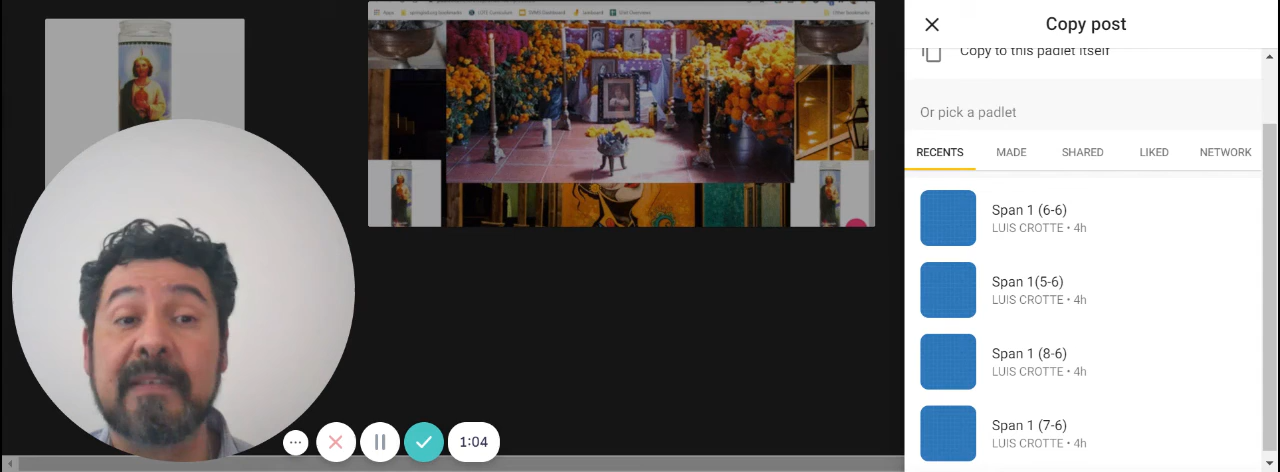 Copy post
Copy to this padlet itself
Or pick a padlet
RECENTS MADE SHARED LIKED NETWORK
Span 1 (6-6)
LUIS CROTTE • 4h
Span 1(5-6)
LUIS CROTTE • 4h
Span 1 (8-6)
LUIS CROTTE • 4h
Span 1 (7-6)
LUIS CROTTE • 4h
Other Bookmarks
1:04